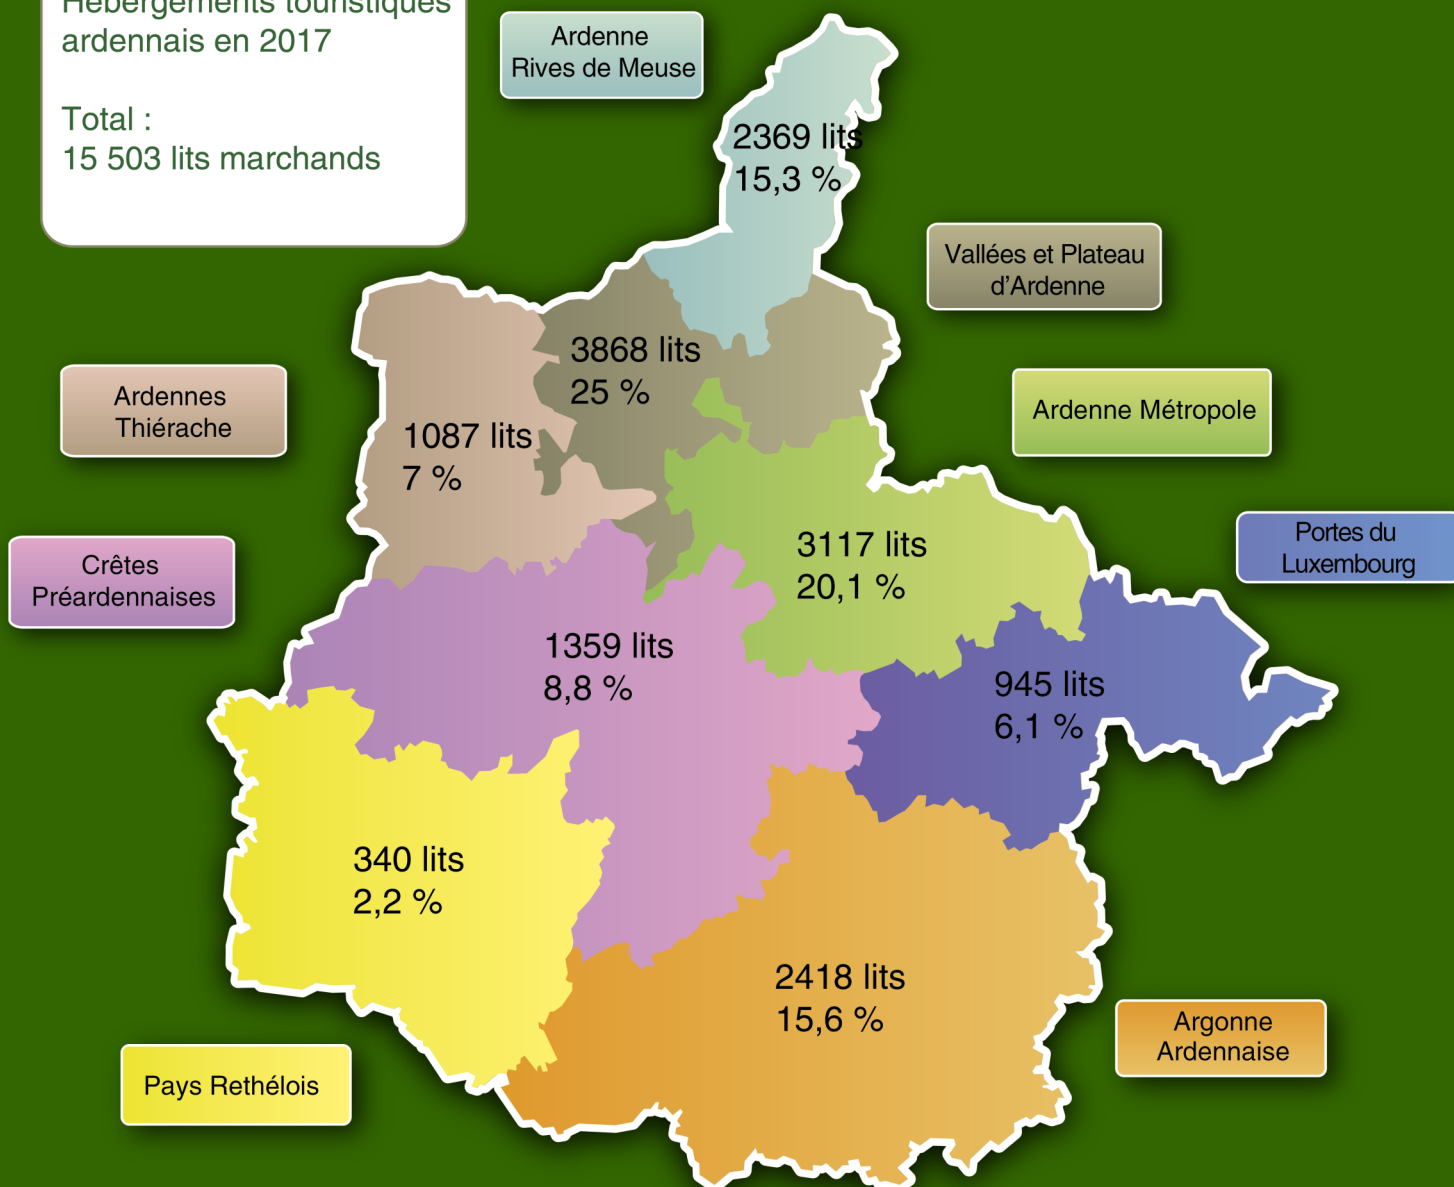 Hébergements touristiques
ardennais en 2017
Total :
15 503 lits marchands
Ardenne
Rives de Meuse
2369 lits
15,3 %
Vallées et Plateau
d'Ardenne
3868 lits
25 %
Ardennes
Thiérache
1087 lits
7 %
Ardenne Métropole
3117 lits
20,1 %
Portes du
Luxembourg
Crêtes
Préardennaises
1359 lits
8,8 %
945 lits
6,1 %
340 lits
2,2 %
2418 lits
15,6 %
Argonne
Ardennaise
Pays Rethélois